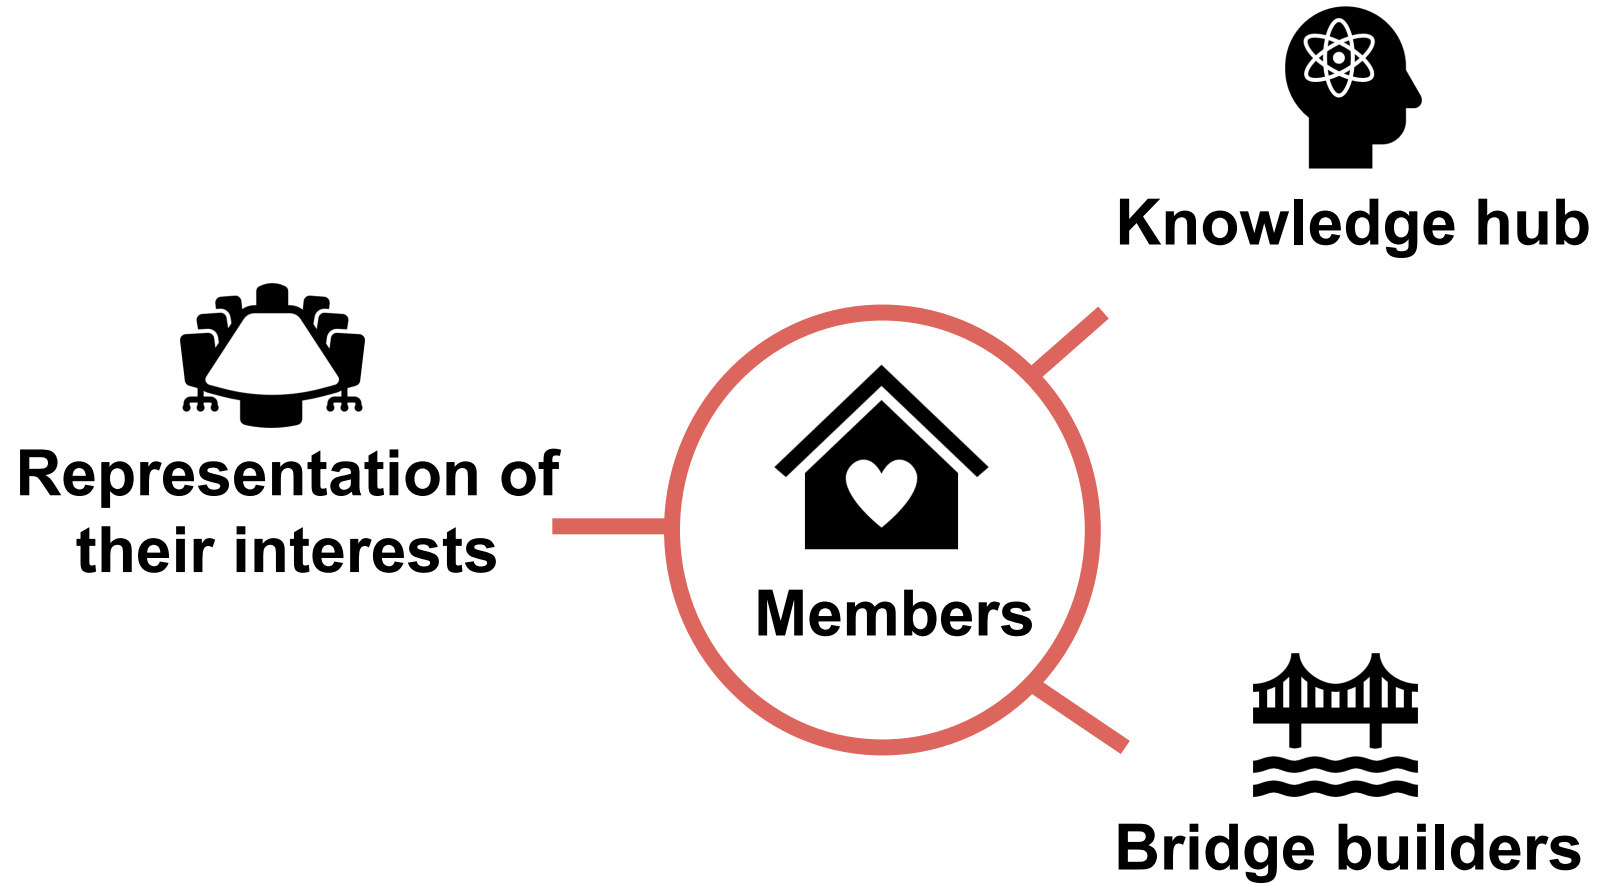 Knowledge hub
Representation of
their interests
Members
Bridge builders